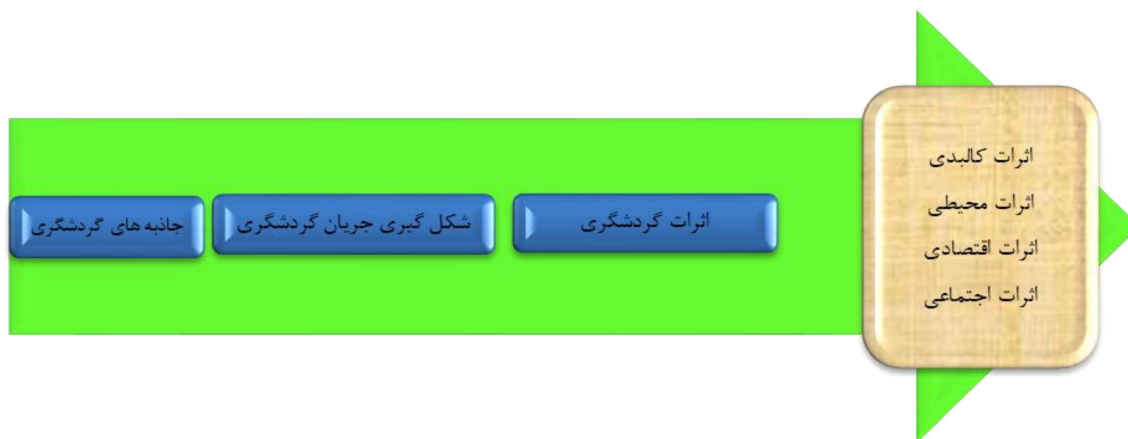 جاذبه های گردشگری
شکل گیری جریان گردشگری
اثرات گردشگری
اثرات کالبدی
اثرات محیطی
اثرات اقتصادی
اثرات اجتماعی